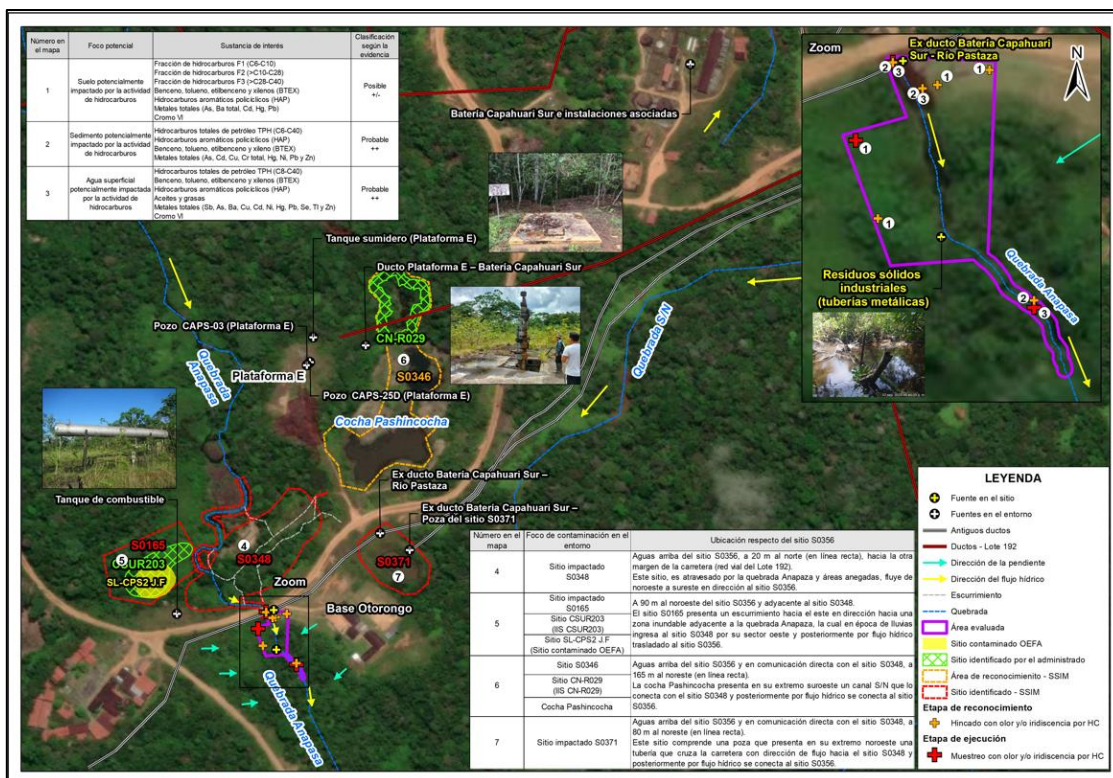 Número en
el mapa
Foco potencial
Sustancia de interés
Clasificación
según la
evidencia
1
Suelo potencialmente
impactado por la actividad
de hidrocarburos
Fracción de hidrocarburos F1 (C6-C10)
Fracción de hidrocarburos F2 (>C10-C28)
Fracción de hidrocarburos F3 (>C28-C40)
Benceno, tolueno, etilbenceno y xilenos (BTEX)
Hidrocarburos aromáticos policíclicos (HAP)
Metales totales (As, Ba total, Cd, Hg, Pb)
Cromo VI
Posible
+/-
2
Sedimento potencialmente
impactado por la actividad
de hidrocarburos
Hidrocarburos totales de petróleo TPH (C6-C40)
Hidrocarburos aromáticos policíclicos (HAP)
Benceno, tolueno, etilbenceno y xileno (BTEX)
Metales totales (As, Cd, Cu, Cr total, Hg, Ni, Pb y Zn)
Probable
++
3
Agua superficial
potencialmente impactada
por la actividad de
hidrocarburos
Hidrocarburos totales de petróleo TPH (C8-C40)
Benceno, tolueno, etilbenceno y xilenos (BTEX)
Hidrocarburos aromáticos policíclicos (HAP)
Aceites y grasas
Metales totales (Sb, As, Ba, Cu, Cd, Ni, Hg, Pb, Se, Tl y Zn)
Cromo VI
Probable
++
Batería Capahuari Sur e instalaciones asociadas
Zoom
Ex ducto Batería Capahuari
Sur - Río Pastaza
N
2
3
2
3
1
1
1
1
Residuos sólidos
industriales
(tuberías metálicas)
Quebrada Anapasa
2
3
Tanque sumidero (Plataforma E)
Ducto Plataforma E – Batería Capahuari Sur
Pozo CAPS-03 (Plataforma E)
CN-R029
6
S0346
Quebrada
Anapasa
Plataforma E
Pozo CAPS-25D (Plataforma E)
Cocha Pashincocha
Quebrada S/N
Ex ducto Batería Capahuari Sur –
Río Pastaza
Ex ducto Batería Capahuari Sur –
Poza del sitio S0371
Tanque de combustible
S0165
5
CSUR203
SL-CPS2 J.F
4
S0348
S0371
7
Zoom
Base Otorongo
Quebrada Anapasa
Número en el
mapa
Foco de contaminación en el
entorno
Ubicación respecto del sitio S0356
4
Sitio impactado
S0348
Aguas arriba del sitio S0356, a 20 m al norte (en línea recta), hacia la otra
margen de la carretera (red vial del Lote 192).
Este sitio, es atravesado por la quebrada Anapaza y áreas anegadas, fluye de
noroeste a sureste en dirección al sitio S0356.
5
Sitio impactado
S0165
Sitio CSUR203
(IIS CSUR203)
Sitio SL-CPS2 J.F
(Sitio contaminado OEFA)
A 90 m al noroeste del sitio S0356 y adyacente al sitio S0348.
El sitio S0165 presenta un escurrimiento hacia el este en dirección hacia una
zona inundable adyacente a la quebrada Anapaza, la cual en época de lluvias
ingresa al sitio S0348 por su sector oeste y posteriormente por flujo hídrico
trasladado al sitio S0356.
6
Sitio S0346
Sitio CN-R029
(IIS CN-R029)
Cocha Pashincocha
Aguas arriba del sitio S0356 y en comunicación directa con el sitio S0348, a
165 m al noreste (en línea recta).
La cocha Pashincocha presenta en su extremo suroeste un canal S/N que lo
conecta con el sitio S0348 y posteriormente por flujo hídrico se conecta al sitio
S0356.
7
Sitio impactado S0371
Aguas arriba del sitio S0356 y en comunicación directa con el sitio S0348, a
80 m al noreste (en línea recta).
Este sitio comprende una poza que presenta en su extremo noroeste una
tubería que cruza la carretera con dirección de flujo hacia el sitio S0348 y
posteriormente por flujo hídrico se conecta al sitio S0356.
LEYENDA
Fuente en el sitio
Fuentes en el entorno
Antiguos ductos
Ductos - Lote 192
Dirección de la pendiente
Dirección del flujo hídrico
Escurrimiento
Quebrada
Área evaluada
Sitio contaminado OEFA
Sitio identificado por el administrado
Área de reconocimiento - SSIM
Sitio identificado - SSIM
Etapa de reconocimiento
Hincado con olor y/o iridiscencia por HC
Etapa de ejecución
Muestreo con olor y/o iridiscencia por HC